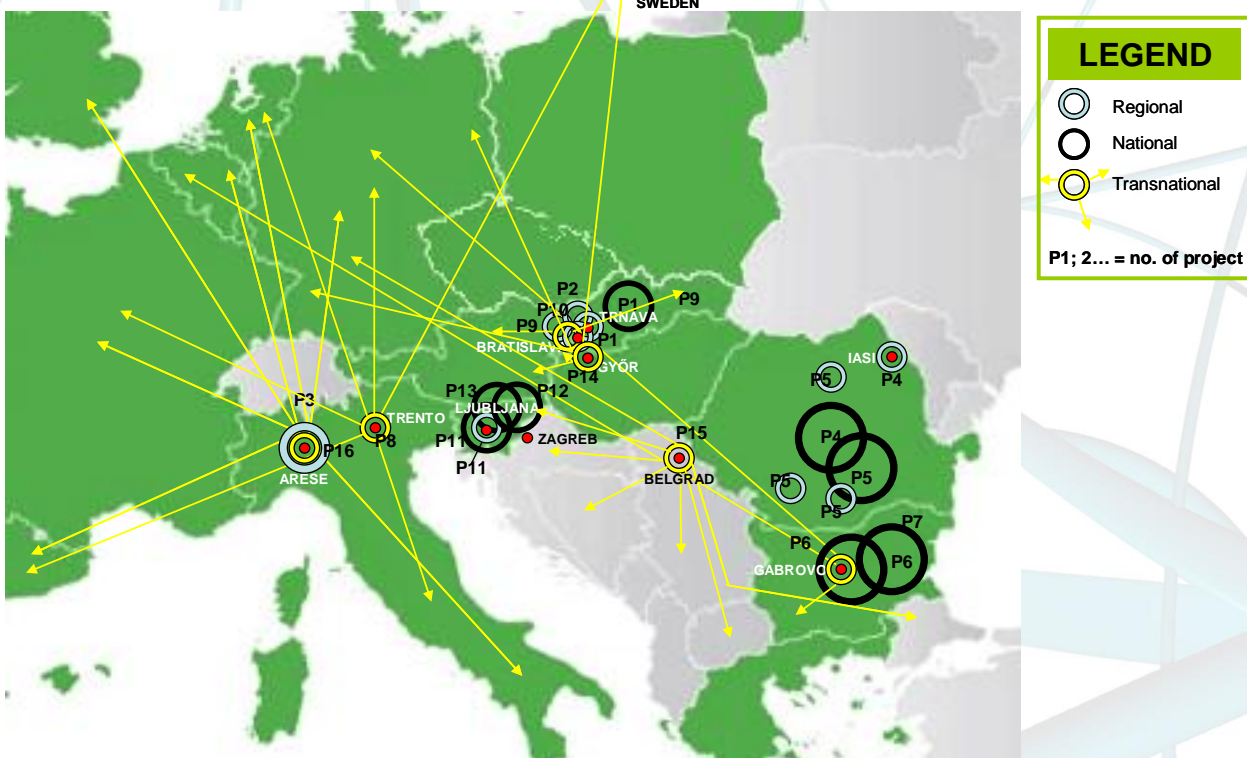 SWEDEN
LEGEND
Regional
National
Transnational
P1; 2... = no. of project
P2
P1
P9
P10
TRNAVA
P9
BRATISLAV
P1
GYŐR
P14
IASI
P4
P5
P13
P12
LJUBLJANA
P3
TRENTO
P8
P11
P11
ZAGREB
P16
ARESE
P15
BELGRAD
P4
P5
P5
P5
P6
P7
P6
GABROVO